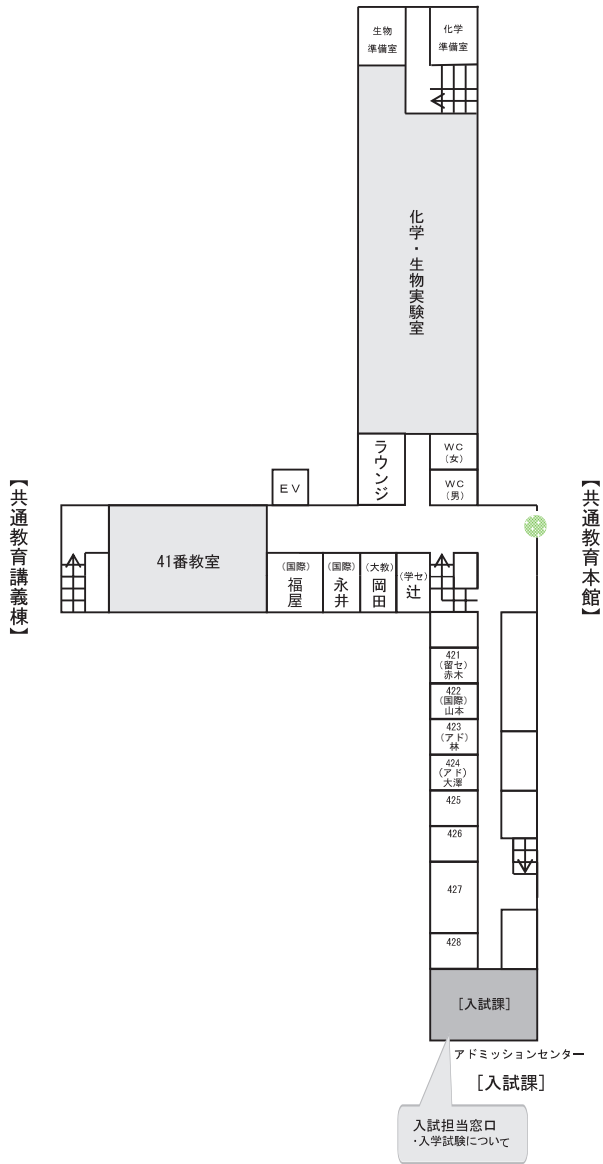 生物
準備室
化学
準備室
化学・生物実験室
ラウンジ
WC
（女）
WC
（男）
EV
【共通教育講義棟】
【共通教育本館】
41番教室
（国際）
福屋
（国際）
永井
（大教）
岡田
（学セ）
辻
421
（留セ）
赤木
422
（国際）
山本
423
（アド）
林
424
（アド）
大澤
425
426
427
428
［入試課］
アドミッションセンター
［入試課］
入試担当窓口
・入学試験について